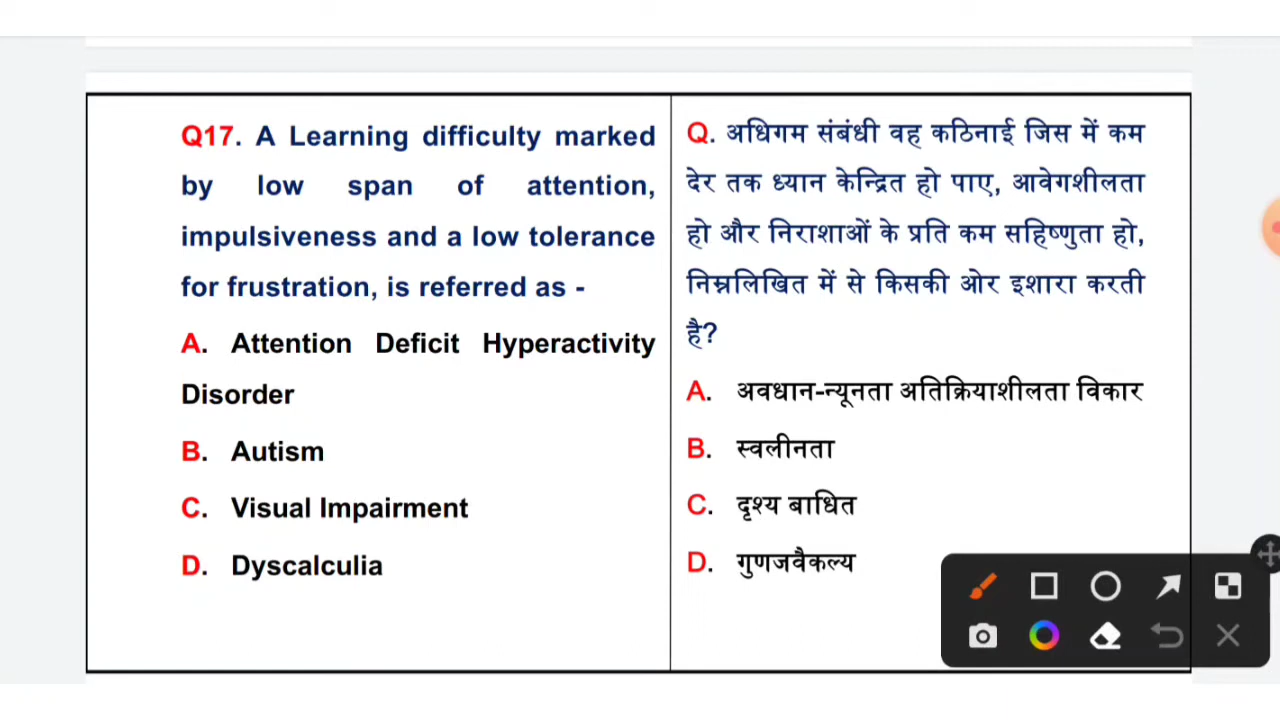 Q17. A Learning difficulty marked
by low span of attention,
impulsiveness and a low tolerance
for frustration, is referred as -
A. Attention Deficit Hyperactivity
Disorder
B. Autism
C. Visual Impairment
D. Dyscalculia
Q. अधिगम संबंधी वह कठिनाई जिस में कम
देर तक ध्यान केन्द्रित हो पाए, आवेगशीलता
हो और निराशाओं के प्रति कम सहिष्णुता हो,
निम्नलिखित में से किसकी ओर इशारा करती
है?
A. अवधान-न्यूनता अतिक्रियाशीलता विकार
B. स्वलीनता
C. दृश्य बाधित
D. गुणजवैकल्य